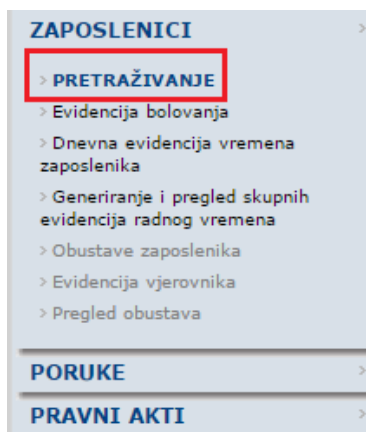 ZAPOSLENICI >
> PRETRAŽIVANJE
> Evidencija bolovanja
> Dnevna evidencija vremena
zaposlenika
> Generiranje i pregled skupnih
evidencija radnog vremena
> Obustave zaposlenika
> Evidencija vjerovnika
> Pregled obustava
PORUKE >
PRAVNI AKTI >